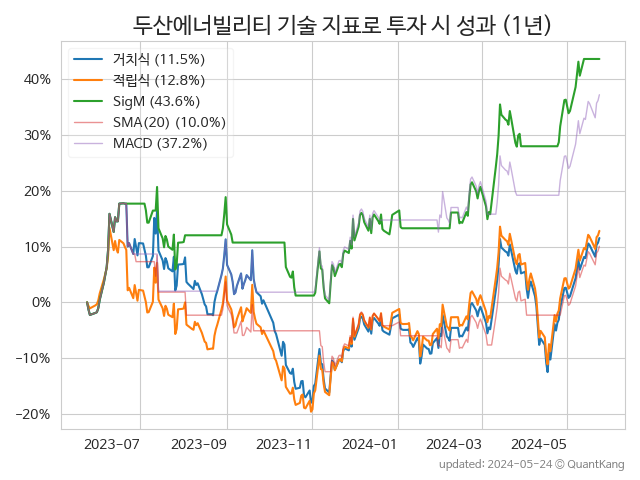 두산에너빌리티 기술 지표로 투자 시 성과 (1년)
거치식 (11.5%)
적립식 (12.8%)
SigM (43.6%)
SMA(20) (10.0%)
MACD (37.2%)
40%
30%
20%
10%
0%
−10%
−20%
2023-07 2023-09 2023-11 2024-01 2024-03 2024-05
updated: 2024-05-24 © QuantKang